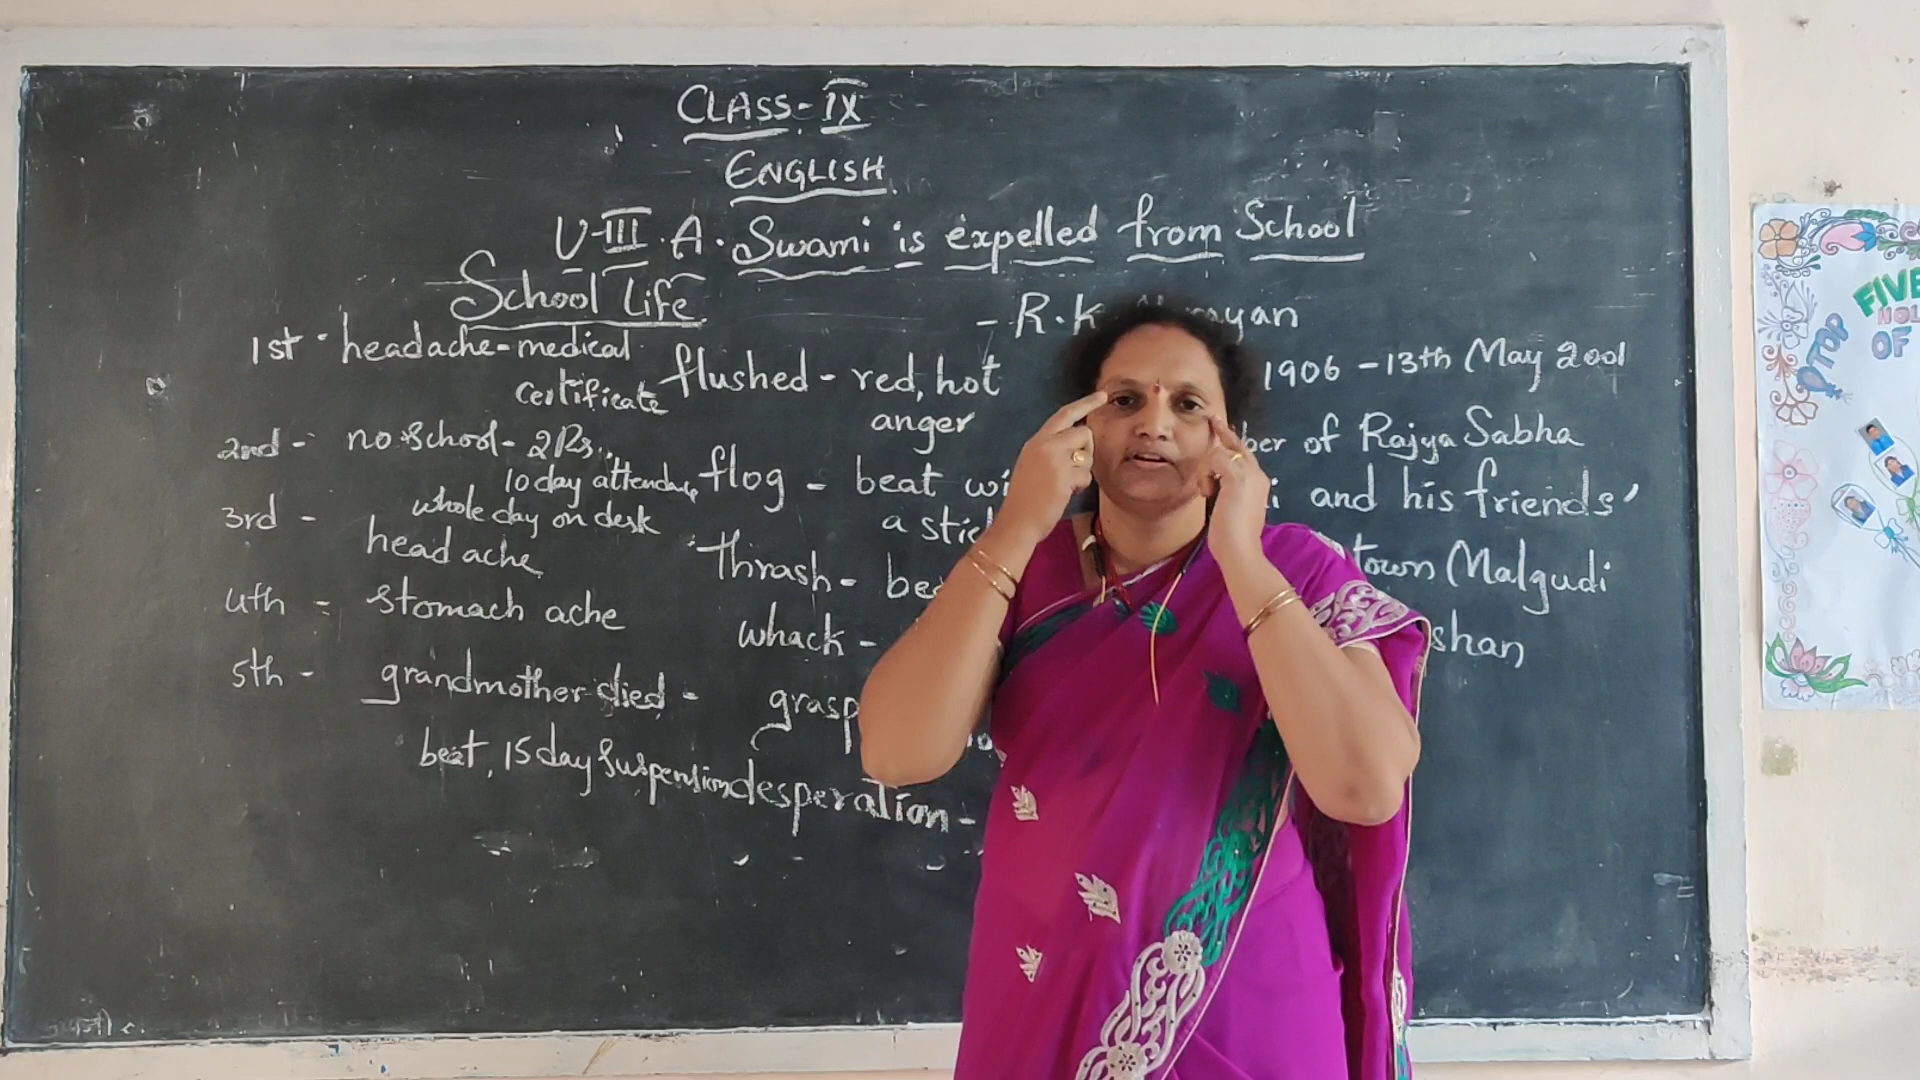 CLASS-IX
ENGLISH
U-III.A. Swami is expelled from School
School Life
- R.K. yan
1st - headache - medical
certificate
flushed - red, hot
anger
1906 - 13th May 2001
2nd - no school - 2Rs.
10 day attendance
whole day on desk
flog - beat wi
a stic
ber of Rajya Sabha
3rd - head ache
i and his friends'
thrash - be
town Malgudi
4th - stomach ache
whack -
shan
5th - grandmother died -
grasp
beat, 15 day suspension
desperation -
FIVE
OF
STOP